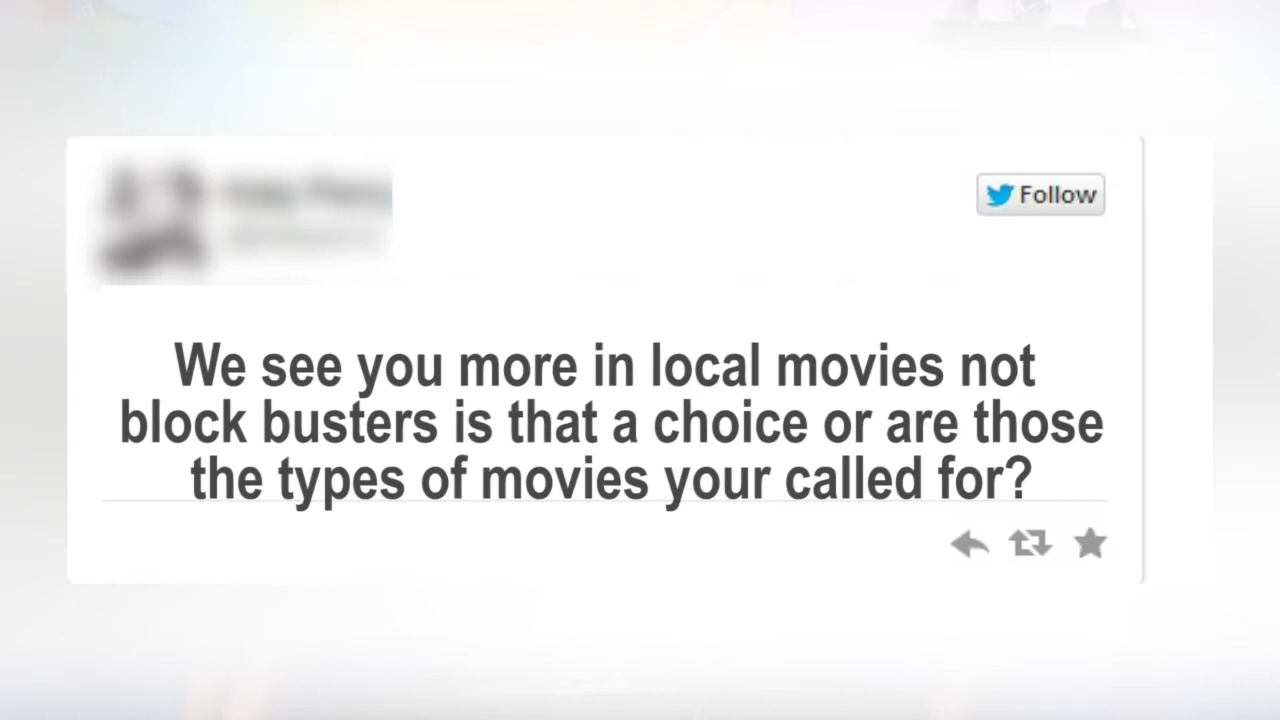 Follow
We see you more in local movies not
block busters is that a choice or are those
the types of movies your called for?